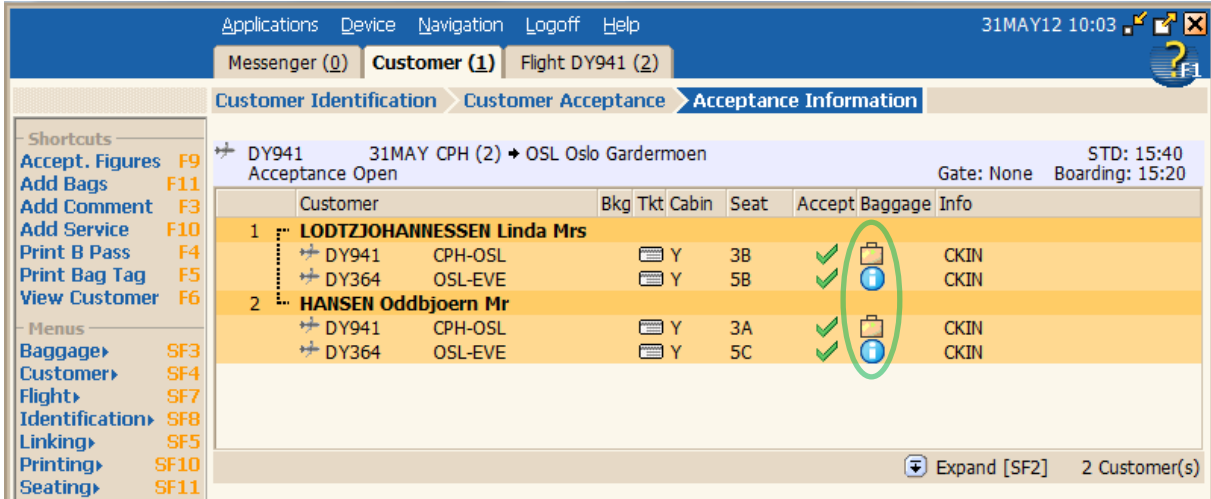 Applications Device Navigation Logoff Help 31MAY12 10:03
Messenger (0) Customer (1) Flight DY941 (2) ? F1
Customer Identification Customer Acceptance Acceptance Information
Shortcuts
Accept. Figures F9
Add Bags F11
Add Comment F3
Add Service F10
Print B Pass F4
Print Bag Tag F5
View Customer F6
Menus
Baggage SF3
Customer SF4
Flight SF7
Identification SF8
Linking SF5
Printing SF10
Seating SF11
DY941 31MAY CPH (2) → OSL Oslo Gardermoen STD: 15:40
Acceptance Open Gate: None Boarding: 15:20
Customer Bkg Tkt Cabin Seat Accept Baggage Info
1 LODTZJOHANNESSEN Linda Mrs
DY941 CPH-OSL Y 3B CKIN
DY364 OSL-EVE Y 5B i CKIN
2 HANSEN Oddbjoern Mr
DY941 CPH-OSL Y 3A CKIN
DY364 OSL-EVE Y 5C i CKIN
Expand [SF2] 2 Customer(s)